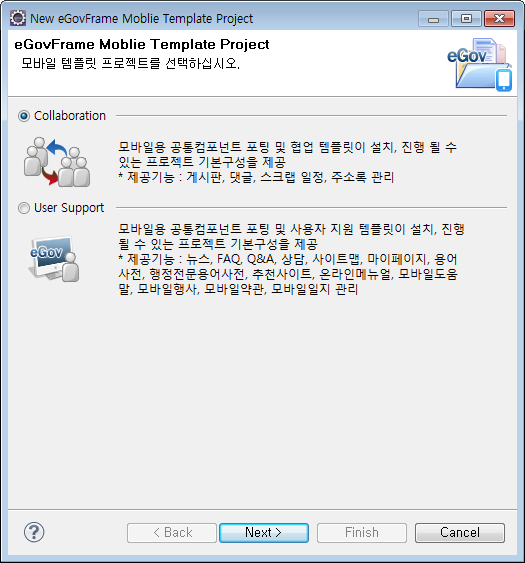 New eGovFrame Moblie Template Project
eGovFrame Moblie Template Project
모바일 템플릿 프로젝트를 선택하십시오.
eGov
Collaboration
모바일용 공통컴포넌트 포팅 및 협업 템플릿이 설치, 진행 될 수
있는 프로젝트 기본구성을 제공
* 제공기능 : 게시판, 댓글, 스크랩 일정, 주소록 관리
User Support
eGov
모바일용 공통컴포넌트 포팅 및 사용자 지원 템플릿이 설치, 진행
될 수 있는 프로젝트 기본구성을 제공
* 제공기능 : 뉴스, FAQ, Q&A, 상담, 사이트맵, 마이페이지, 용어
사전, 행정전문용어사전, 추천사이트, 온라인메뉴얼, 모바일도움
말, 모바일행사, 모바일약관, 모바일일지 관리
?
< Back
Next >
Finish
Cancel